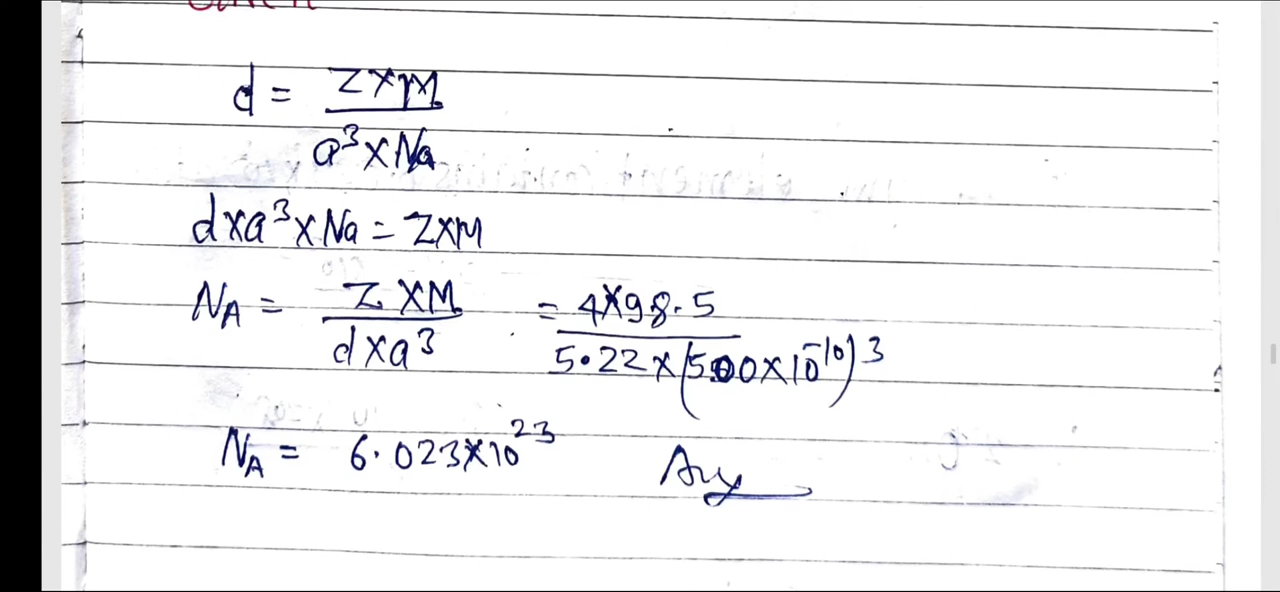 d = Z×M / a³×Na
d×a³×Na = Z×M
NA = Z×M / d×a³ = 4×98.5 / 5.22×(500×10⁻¹⁰)³
NA = 6.023×10²³ Ans